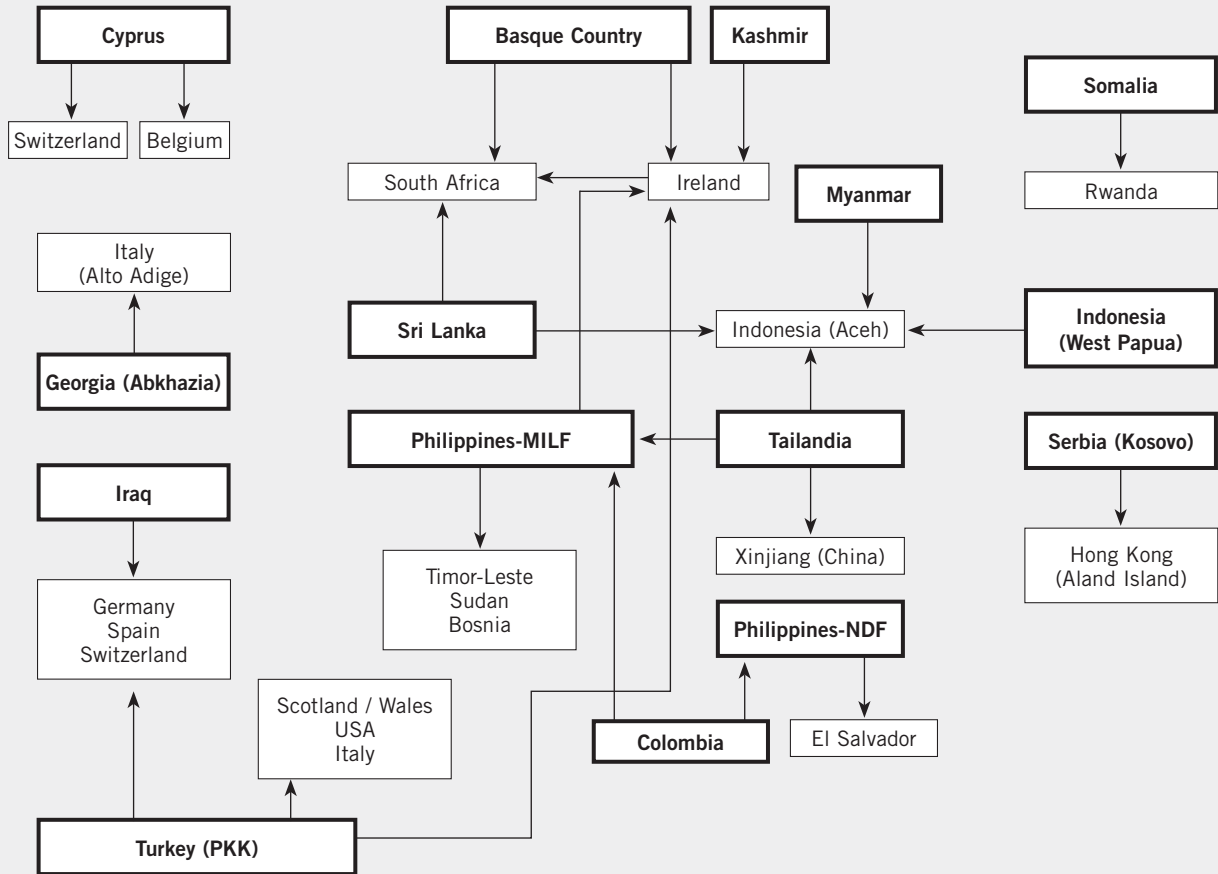 Cyprus
Basque Country
Kashmir
Somalia
Switzerland
Belgium
South Africa
Ireland
Myanmar
Rwanda
Italy
(Alto Adige)
Sri Lanka
Indonesia (Aceh)
Indonesia
(West Papua)
Georgia (Abkhazia)
Philippines-MILF
Tailandia
Serbia (Kosovo)
Iraq
Timor-Leste
Sudan
Bosnia
Xinjiang (China)
Hong Kong
(Aland Island)
Germany
Spain
Switzerland
Philippines-NDF
Scotland / Wales
USA
Italy
Colombia
El Salvador
Turkey (PKK)